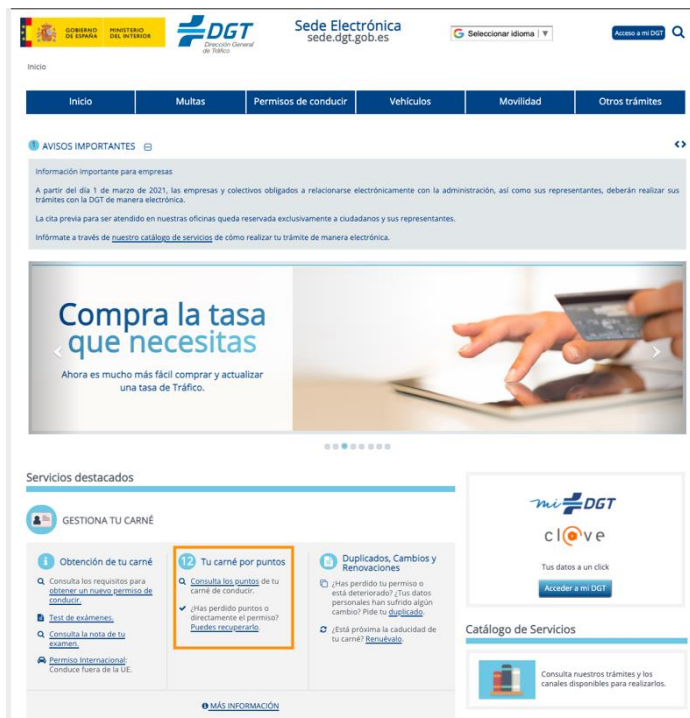 GOBIERNO DE ESPAÑA
MINISTERIO DEL INTERIOR
DGT
Dirección General de Tráfico
Sede Electrónica
sede.dgt.gob.es
Seleccionar idioma ▼
Acceso a mi DGT
Inicio
Inicio
Multas
Permisos de conducir
Vehículos
Movilidad
Otros trámites
AVISOS IMPORTANTES
Información importante para empresas
A partir del día 1 de marzo de 2021, las empresas y colectivos obligados a relacionarse electrónicamente con la administración, así como sus representantes, deberán realizar sus
trámites con la DGT de manera electrónica.
La cita previa para ser atendido en nuestras oficinas queda reservada exclusivamente a ciudadanos y sus representantes.
Infórmate a través de nuestro catálogo de servicios de cómo realizar tu trámite de manera electrónica.
Compra la tasa
que necesitas
Ahora es mucho más fácil comprar y actualizar
una tasa de Tráfico.
Servicios destacados
GESTIONA TU CARNÉ
Obtención de tu carné
Consulta los requisitos para
obtener un nuevo permiso de
conducir.
Test de exámenes.
Consulta la nota de tu
examen.
Permiso Internacional:
Conduce fuera de la UE.
12 Tu carné por puntos
Consulta los puntos de tu
carné de conducir.
¿Has perdido puntos o
directamente el permiso?
Puedes recuperarlo.
Duplicados, Cambios y
Renovaciones
¿Has perdido tu permiso o
está deteriorado? ¿Tus datos
personales han sufrido algún
cambio? Pide tu duplicado.
¿Está próxima la caducidad de
tu carné? Renuévalo.
MÁS INFORMACIÓN
mi DGT
cl@ve
Tus datos a un click
Acceder a mi DGT
Catálogo de Servicios
Consulta nuestros trámites y los
canales disponibles para realizarlos.